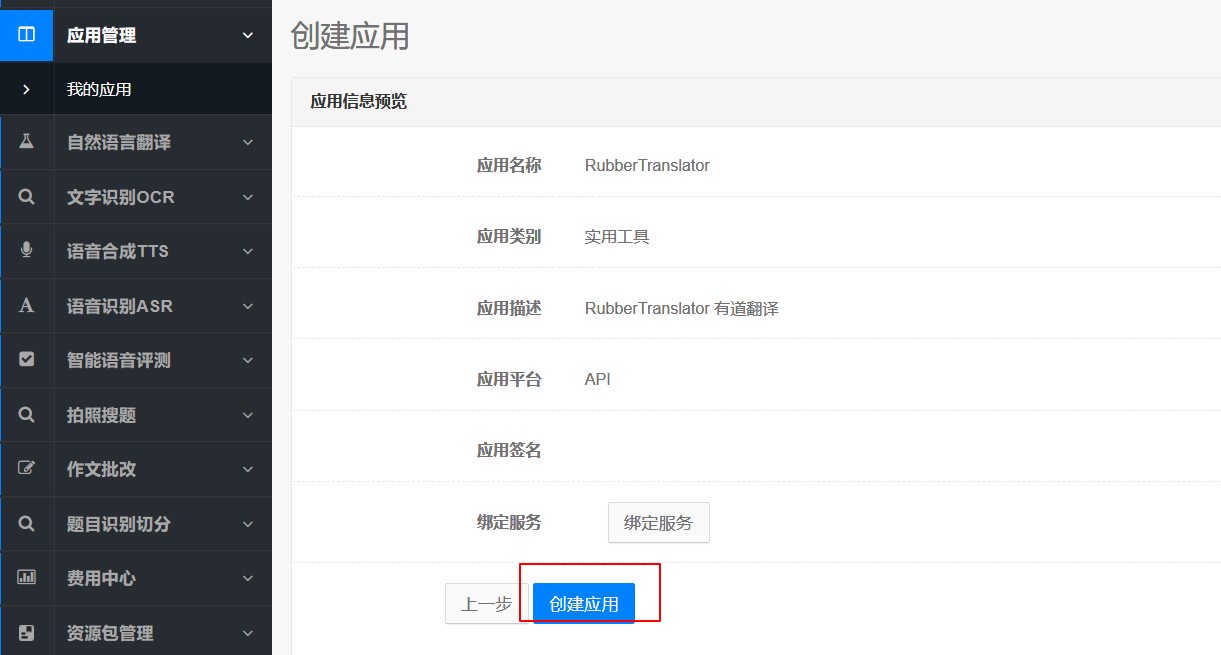 应用管理
我的应用
自然语言翻译
文字识别OCR
语音合成TTS
语音识别ASR
智能语音评测
拍照搜题
作文批改
题目识别切分
费用中心
资源包管理
创建应用
应用信息预览
应用名称 RubberTranslator
应用类别 实用工具
应用描述 RubberTranslator 有道翻译
应用平台 API
应用签名
绑定服务 绑定服务
上一步 创建应用